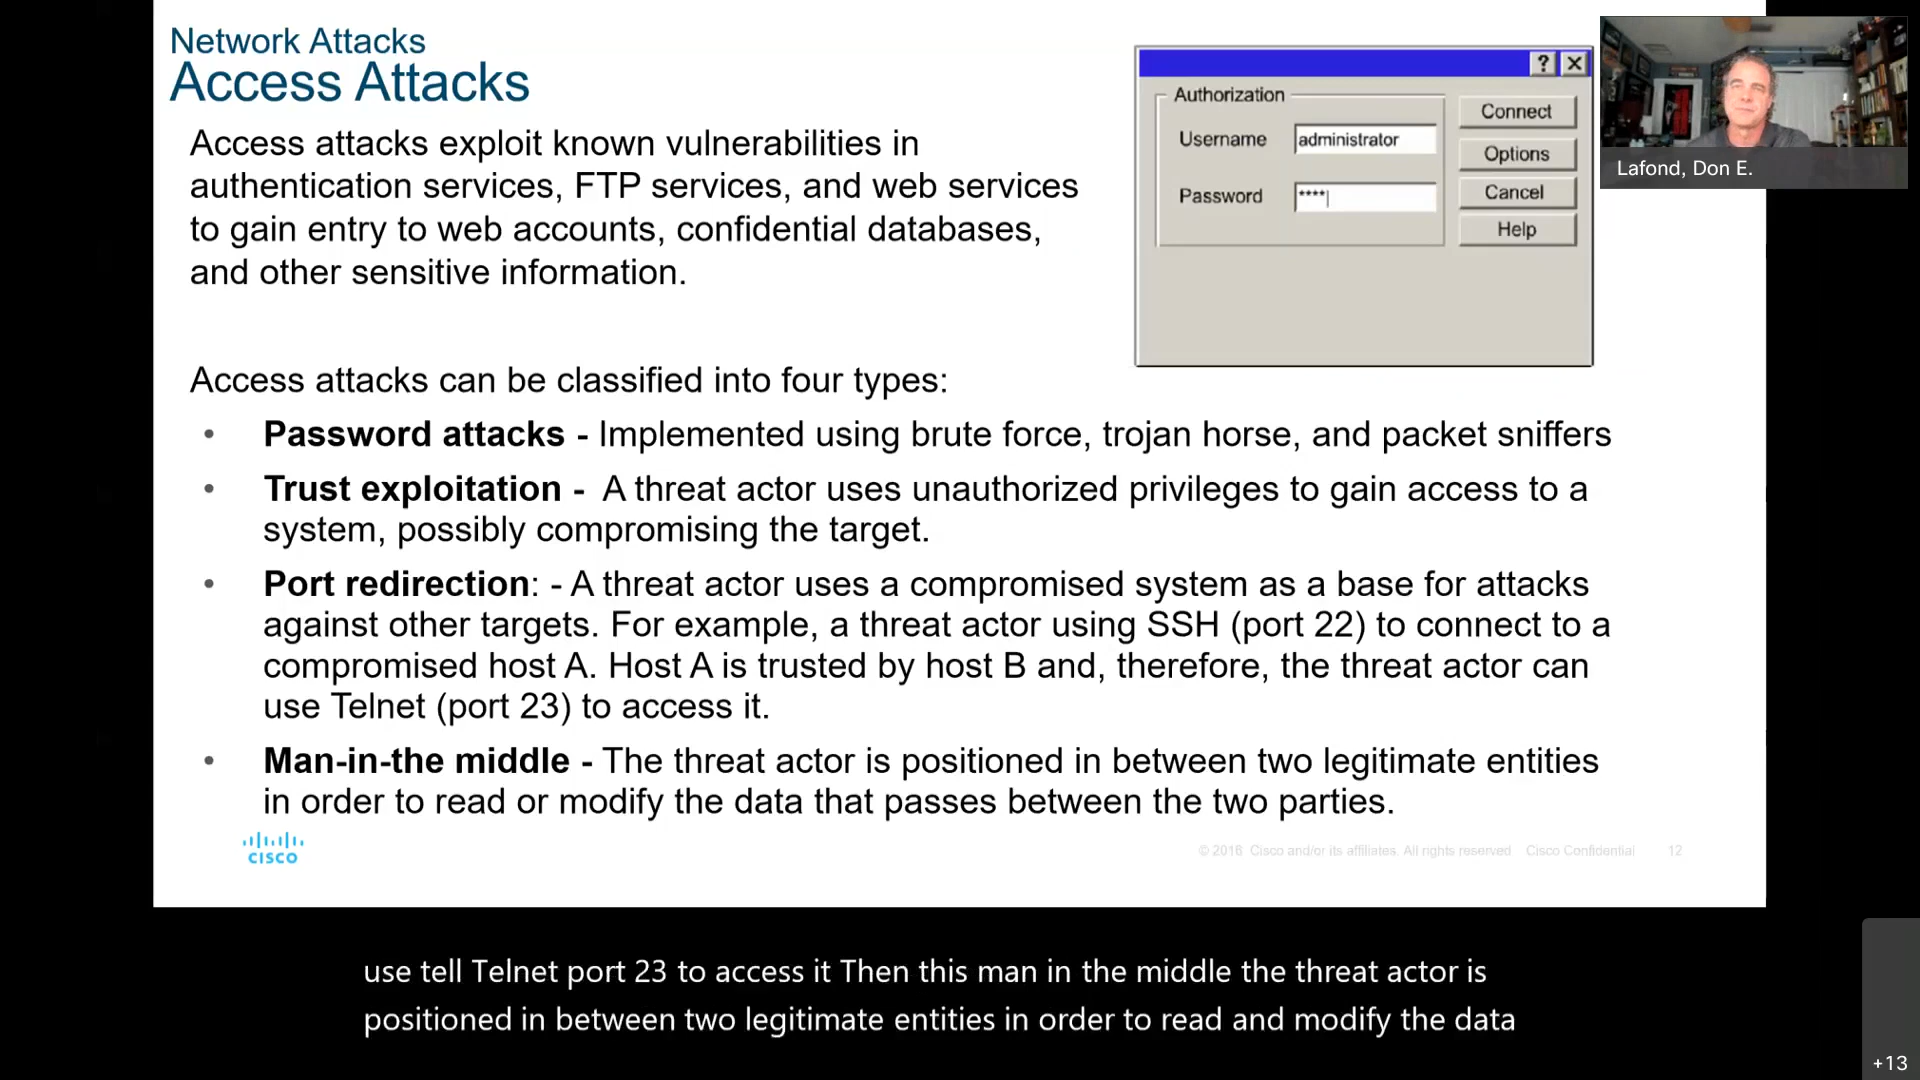 Network Attacks
Access Attacks
Access attacks exploit known vulnerabilities in
authentication services, FTP services, and web services
to gain entry to web accounts, confidential databases,
and other sensitive information.
? X
Authorization
Username administrator
Password ****
Connect
Options
Cancel
Help
Lafond, Don E.
Access attacks can be classified into four types:
• Password attacks - Implemented using brute force, trojan horse, and packet sniffers
• Trust exploitation - A threat actor uses unauthorized privileges to gain access to a
system, possibly compromising the target.
• Port redirection: - A threat actor uses a compromised system as a base for attacks
against other targets. For example, a threat actor using SSH (port 22) to connect to a
compromised host A. Host A is trusted by host B and, therefore, the threat actor can
use Telnet (port 23) to access it.
• Man-in-the middle - The threat actor is positioned in between two legitimate entities
in order to read or modify the data that passes between the two parties.
CISCO
© 2016 Cisco and/or its affiliates. All rights reserved Cisco Confidential 12
use tell Telnet port 23 to access it Then this man in the middle the threat actor is
positioned in between two legitimate entities in order to read and modify the data
+13